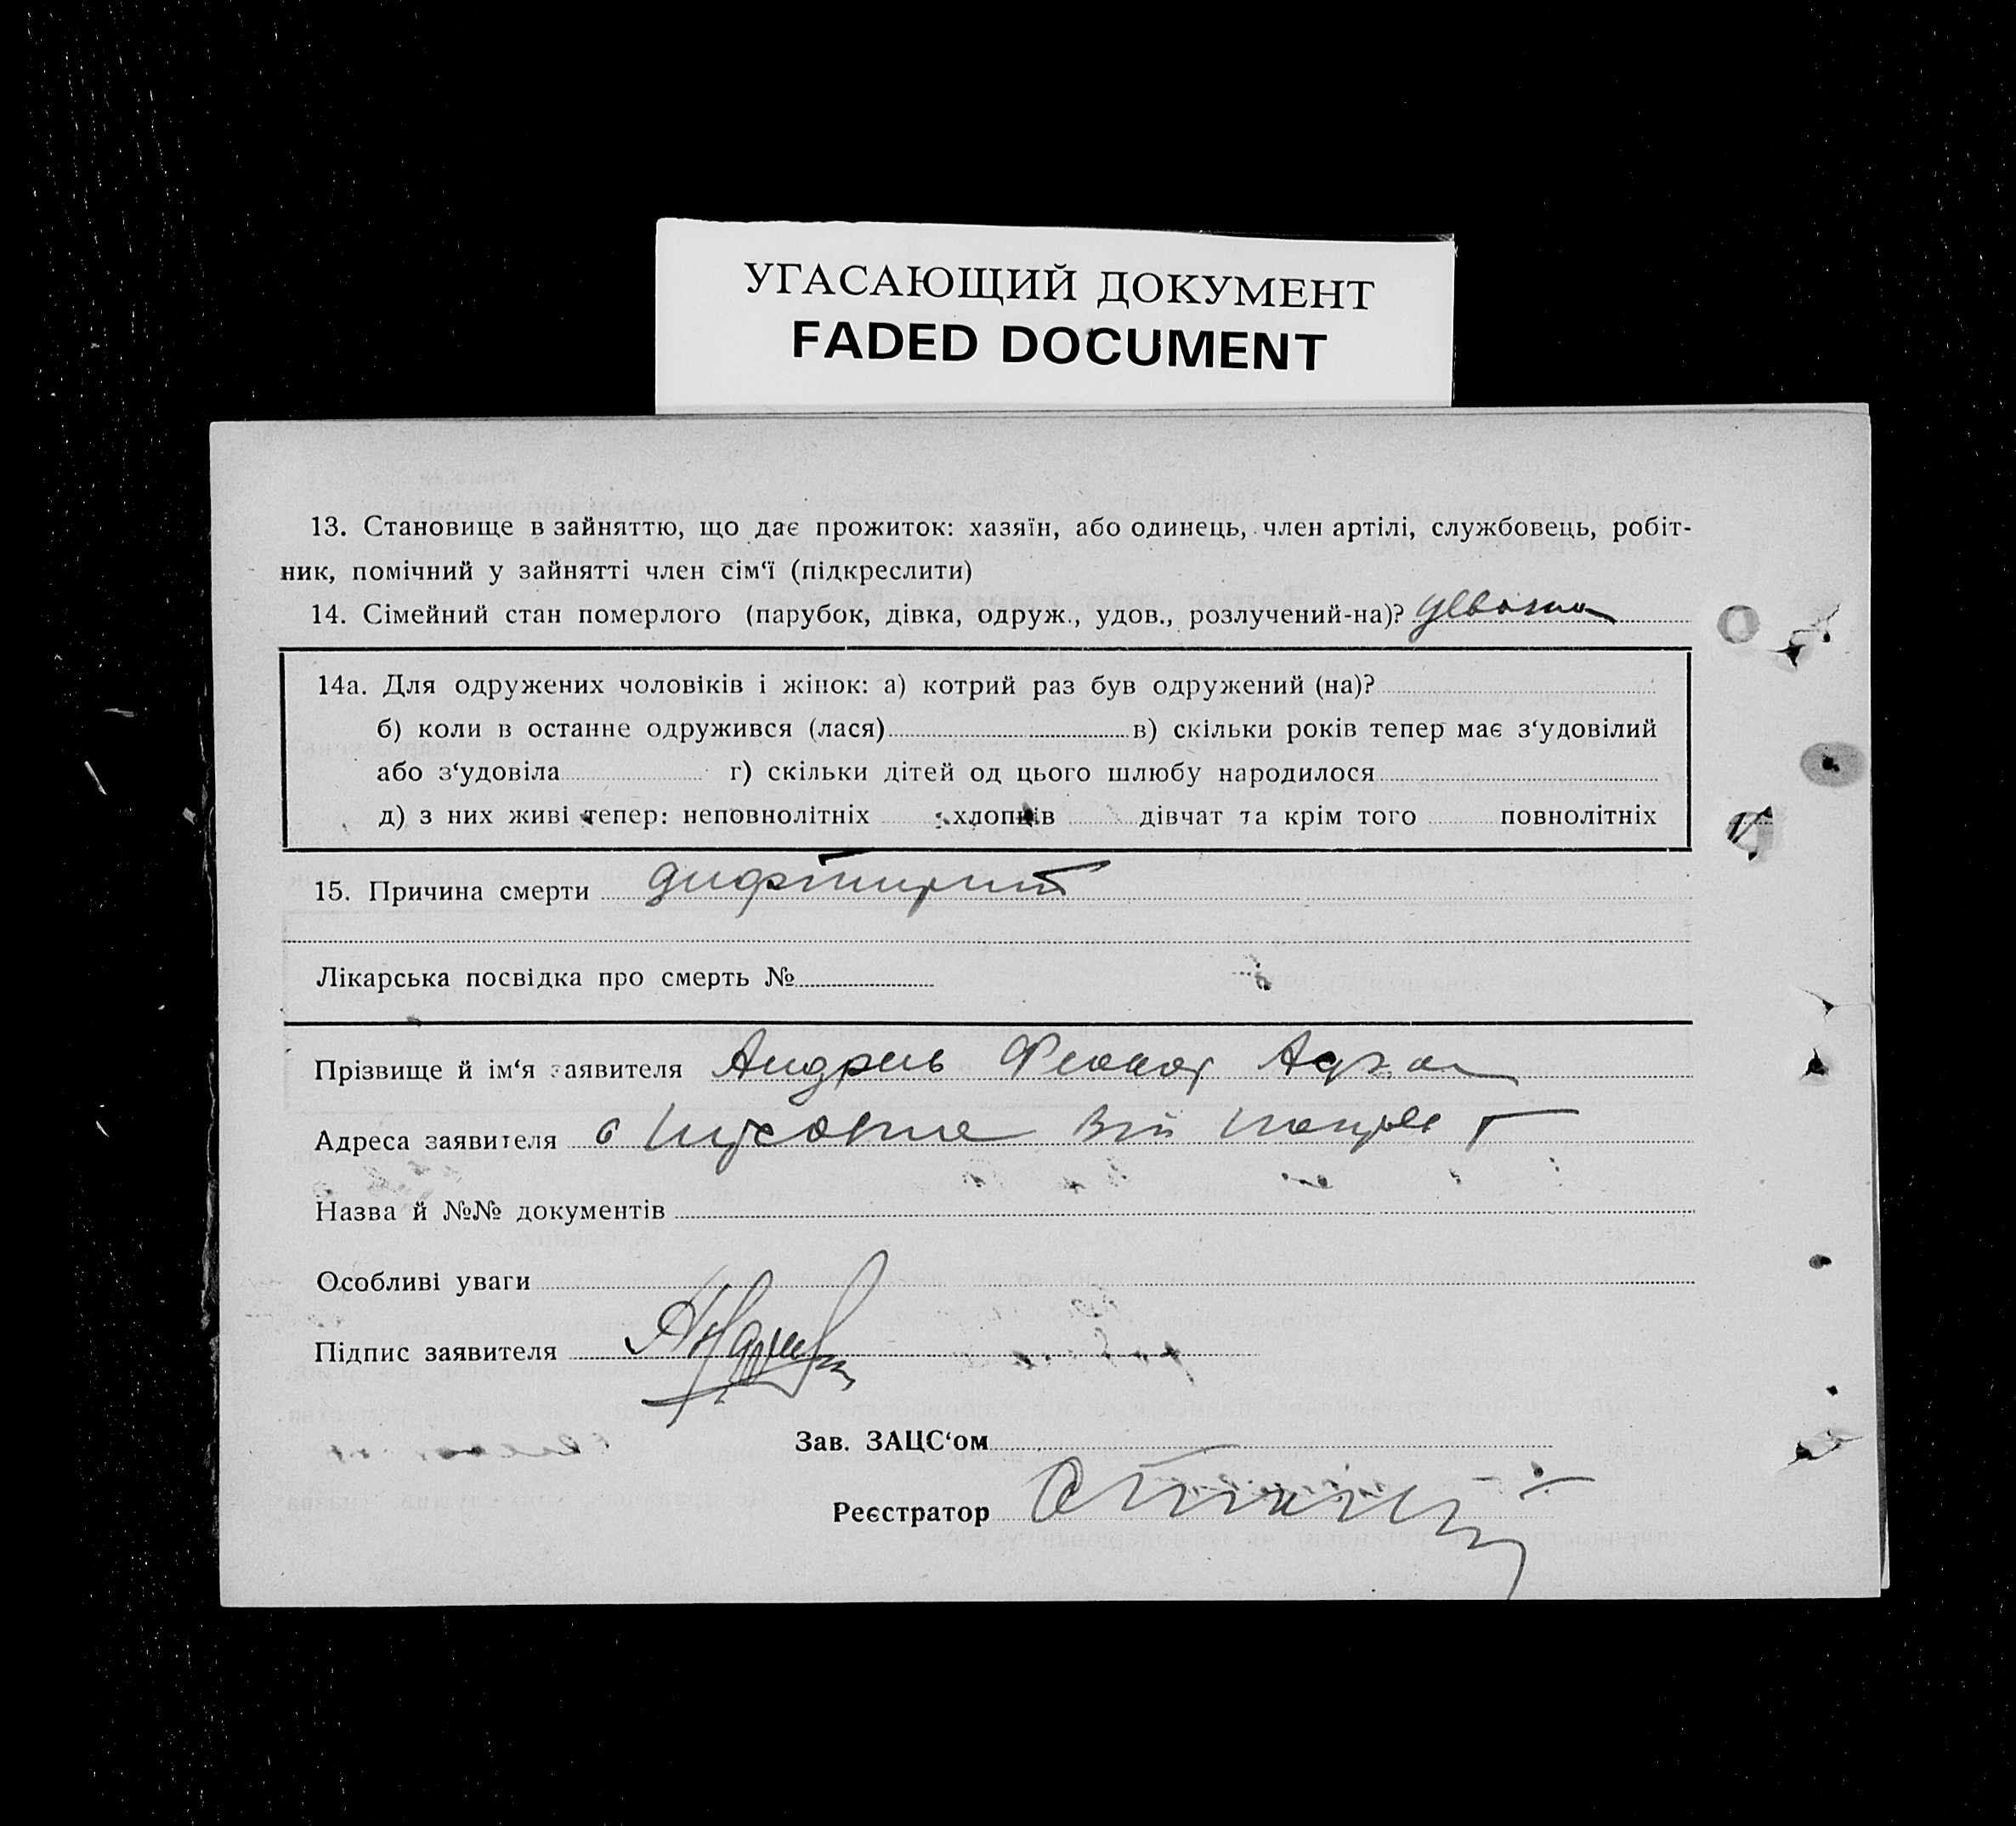 УГАСАЮЩИЙ ДОКУМЕНТ
FADED DOCUMENT
13. Становище в зайняттю, що дає прожиток: хазяїн, або одинець, член артілі, службовець, робіт-
ник, помічний у зайнятті член сім‘ї (підкреслити)
14. Сімейний стан померлого (парубок, дівка, одруж., удов., розлучений-на)?
14а. Для одружених чоловіків і жінок: а) котрий раз був одружений (на)?
б) коли в останне одружився (лася) в) скільки років тепер має з‘удовілий
або з‘удовіла г) скільки дітей од цього шлюбу народилося
д) з них живі тепер: неповнолітніх хлопців дівчат та крім того повнолітніх
15. Причина смерти дифтирит
Лікарська посвідка про смерть №
Прізвище й ім‘я заявителя
Адреса заявителя
Назва й №№ документів
Особливі уваги
Підпис заявителя
Зав. ЗАЦС‘ом
Реєстратор